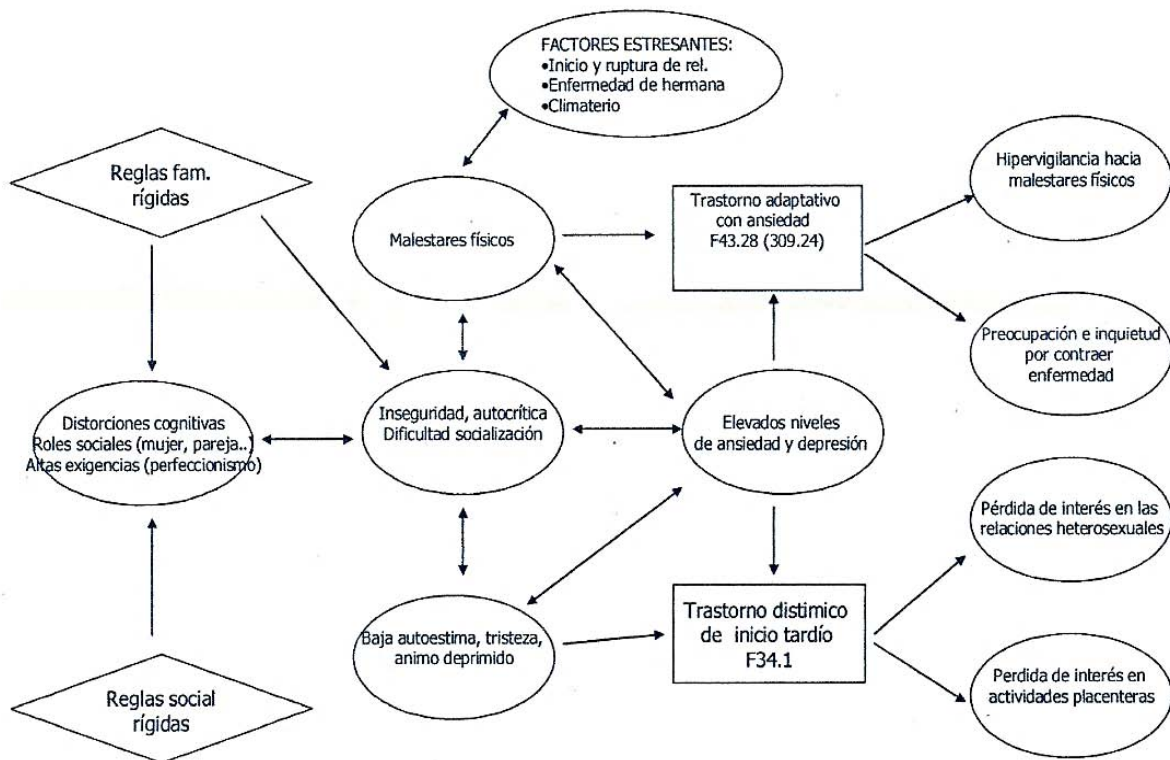 FACTORES ESTRESANTES:
•Inicio y ruptura de rel.
•Enfermedad de hermana
•Climaterio
Reglas fam.
rígidas
Malestares físicos
Trastorno adaptativo
con ansiedad
F43.28 (309.24)
Hipervigilancia hacia
malestares físicos
Preocupación e inquietud
por contraer
enfermedad
Distorciones cognitivas
Roles sociales (mujer, pareja..)
Altas exigencias (perfeccionismo)
Inseguridad, autocrítica
Dificultad socialización
Elevados niveles
de ansiedad y depresión
Pérdida de interés en las
relaciones heterosexuales
Baja autoestima, tristeza,
animo deprimido
Trastorno distimico
de inicio tardío
F34.1
Perdida de interés en
actividades placenteras
Reglas social
rígidas